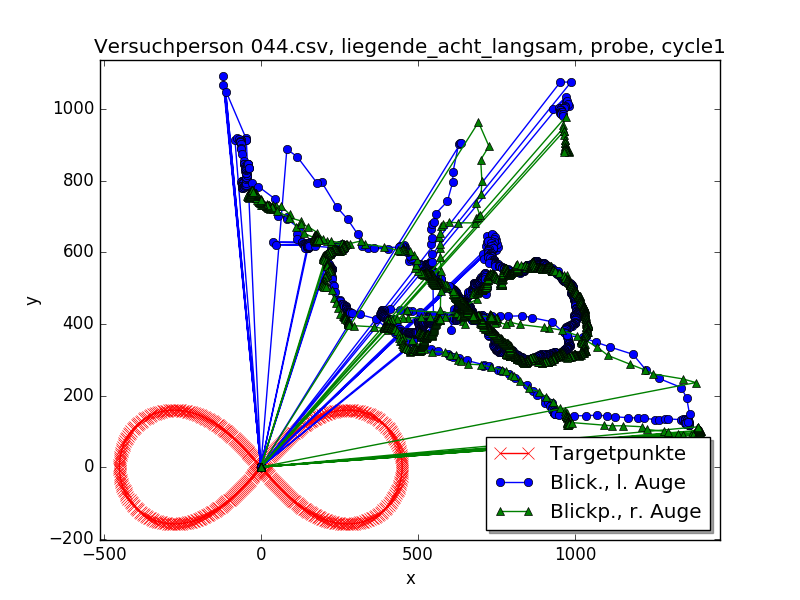 Versuchperson 044.csv, liegende_acht_langsam, probe, cycle1
1000
800
600
400
200
0
−200
y
−500
0
500
1000
x
Targetpunkte
Blick., l. Auge
Blickp., r. Auge